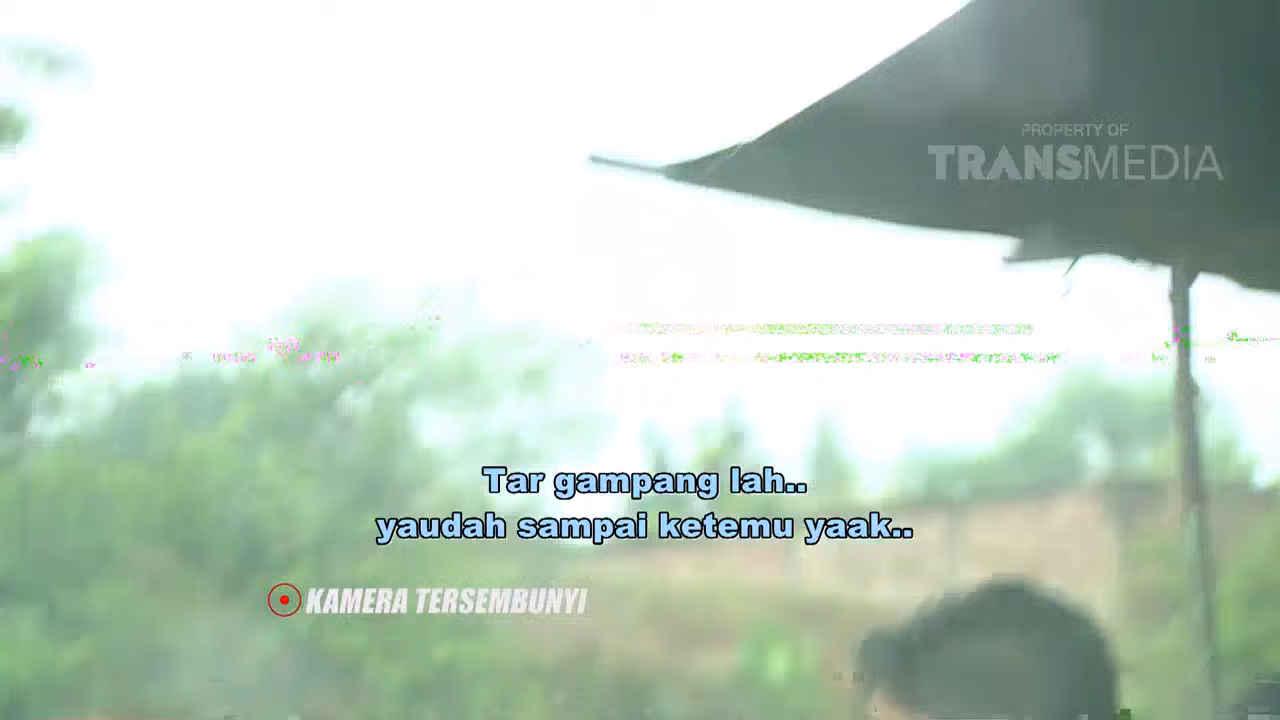 PROPERTY OF
TRANSMEDIA
Tar gampang lah..
yaudah sampai ketemu yaak..
KAMERA TERSEMBUNYI